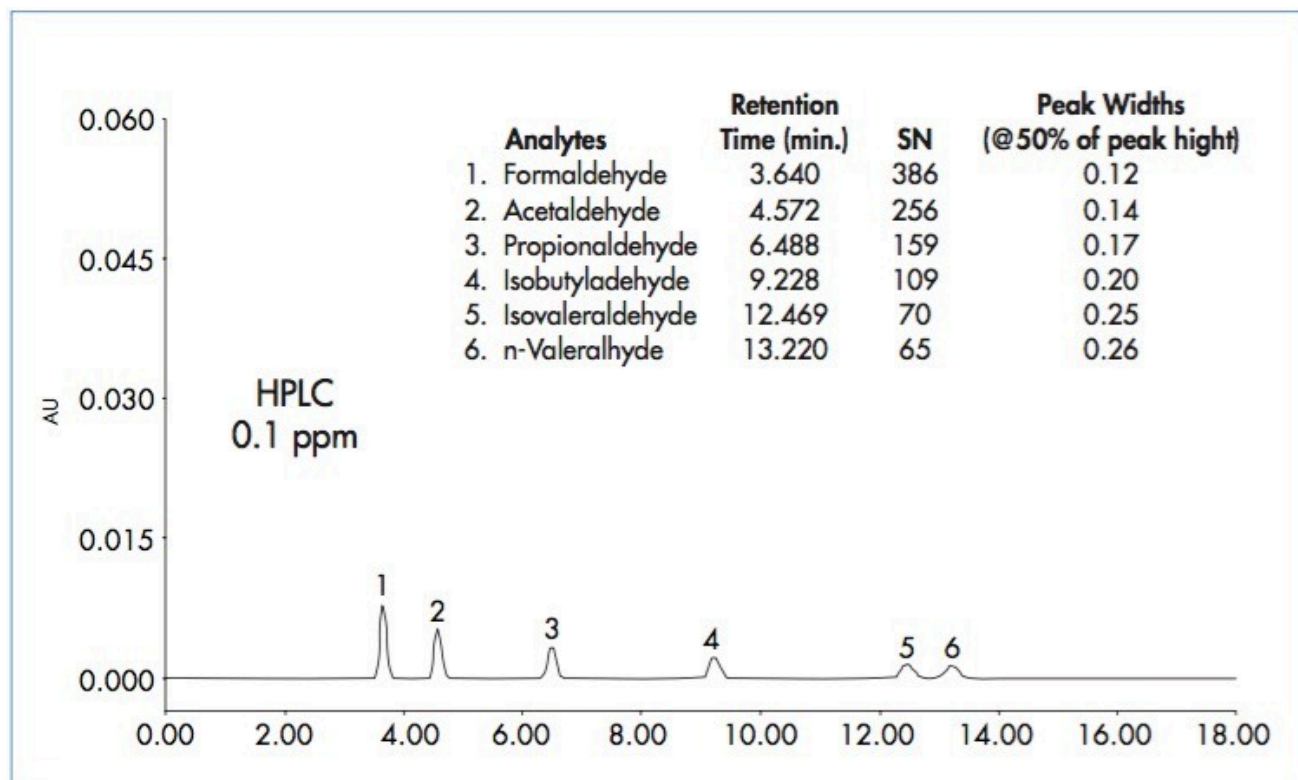 Retention Peak Widths
Analytes Time (min.) SN (@50% of peak hight)
1. Formaldehyde 3.640 386 0.12
2. Acetaldehyde 4.572 256 0.14
3. Propionaldehyde 6.488 159 0.17
4. Isobutyladehyde 9.228 109 0.20
5. Isovaleraldehyde 12.469 70 0.25
6. n-Valeralhyde 13.220 65 0.26
HPLC
0.1 ppm
AU
0.060
0.045
0.030
0.015
0.000
1 2 3 4 5 6
0.00 2.00 4.00 6.00 8.00 10.00 12.00 14.00 16.00 18.00